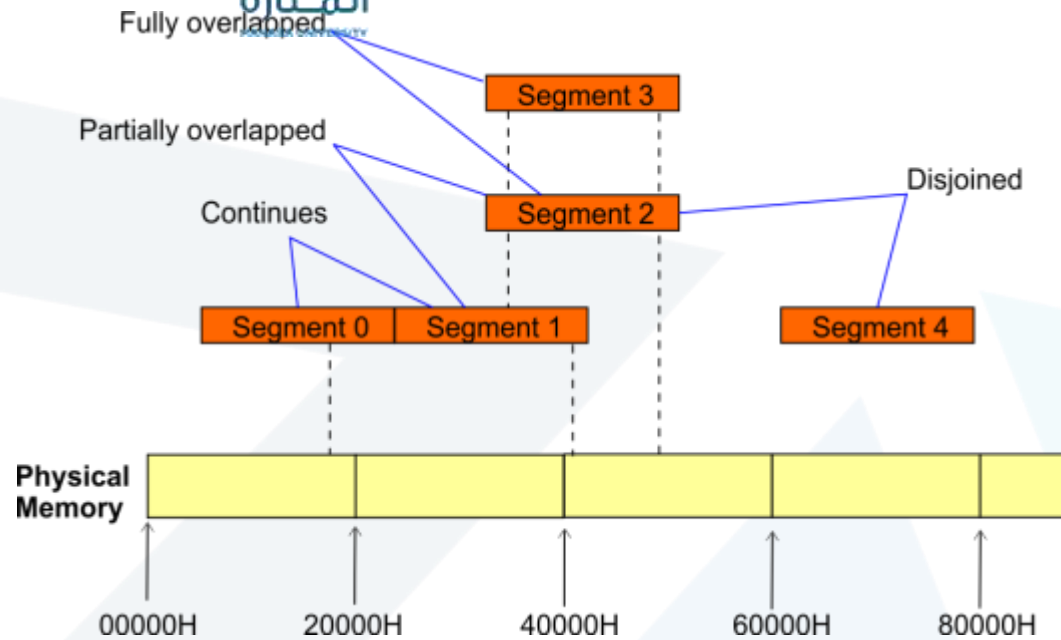 Fully overlapped
Segment 3
Partially overlapped
Disjoined
Segment 2
Continues
Segment 0
Segment 1
Segment 4
Physical
Memory
00000H
20000H
40000H
60000H
80000H